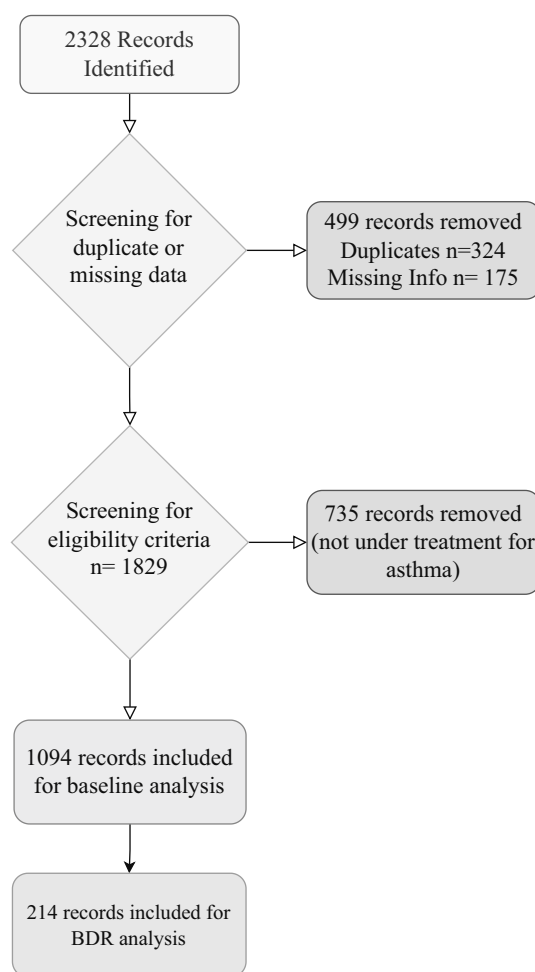 2328 Records
Identified
Screening for
duplicate or
missing data
499 records removed
Duplicates n=324
Missing Info n= 175
Screening for
eligibility criteria
n= 1829
735 records removed
(not under treatment for
asthma)
1094 records included
for baseline analysis
214 records included for
BDR analysis